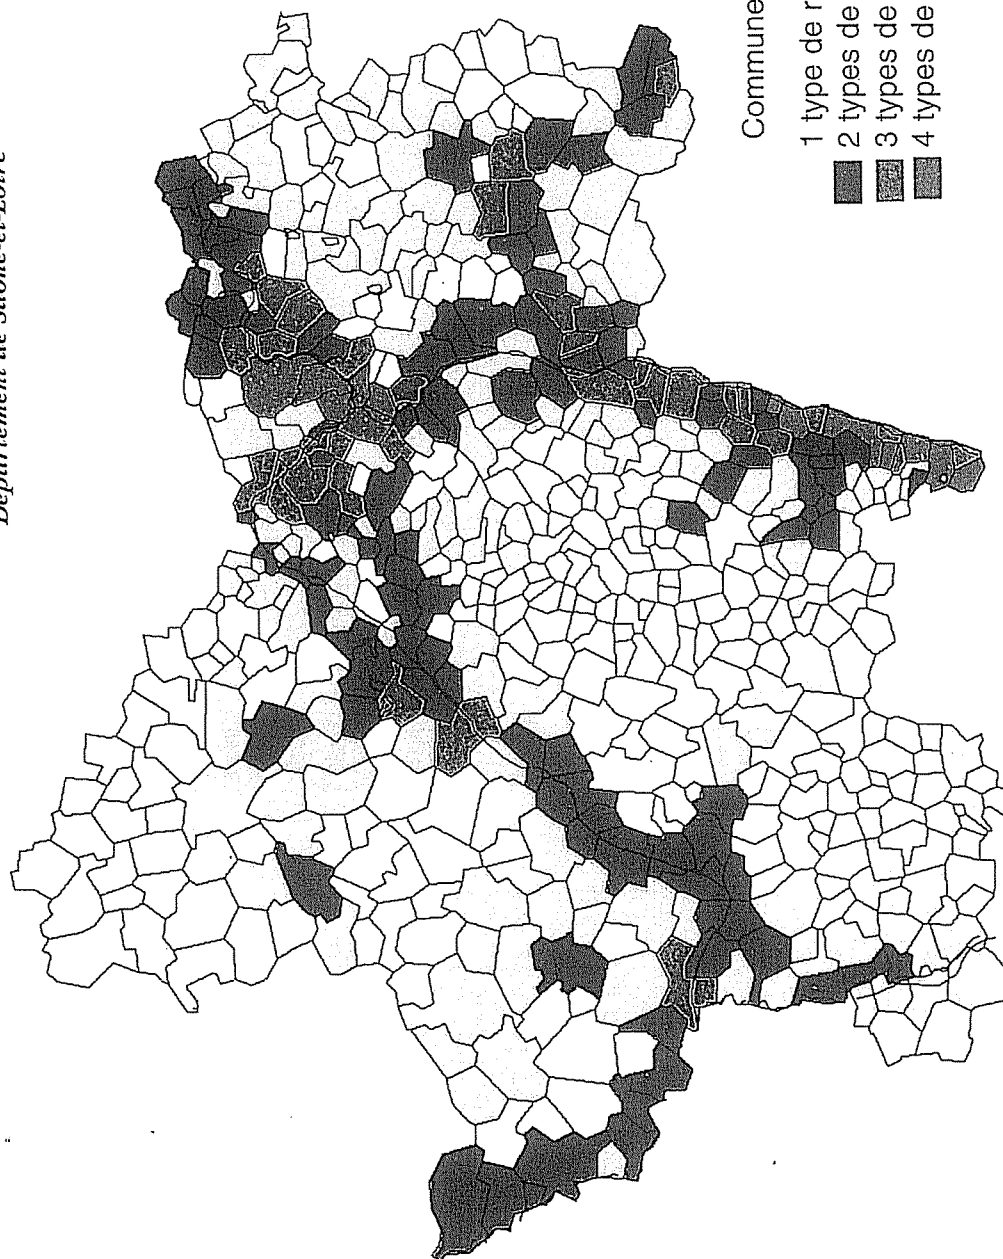 Département de Saône-et-Loire
Commune
1 type de r
2 types de
3 types de
4 types de